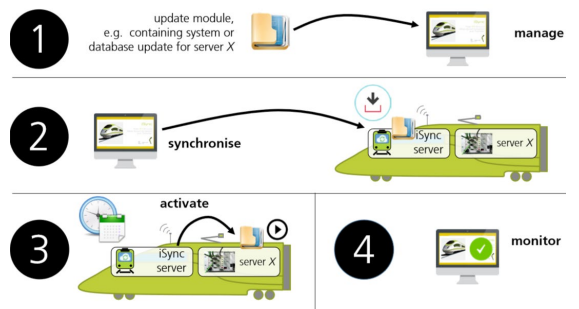 1
update module,
e.g. containing system or
database update for server X
manage
2
synchronise
iSync
server
server X
3
activate
iSync
server
server X
4
monitor